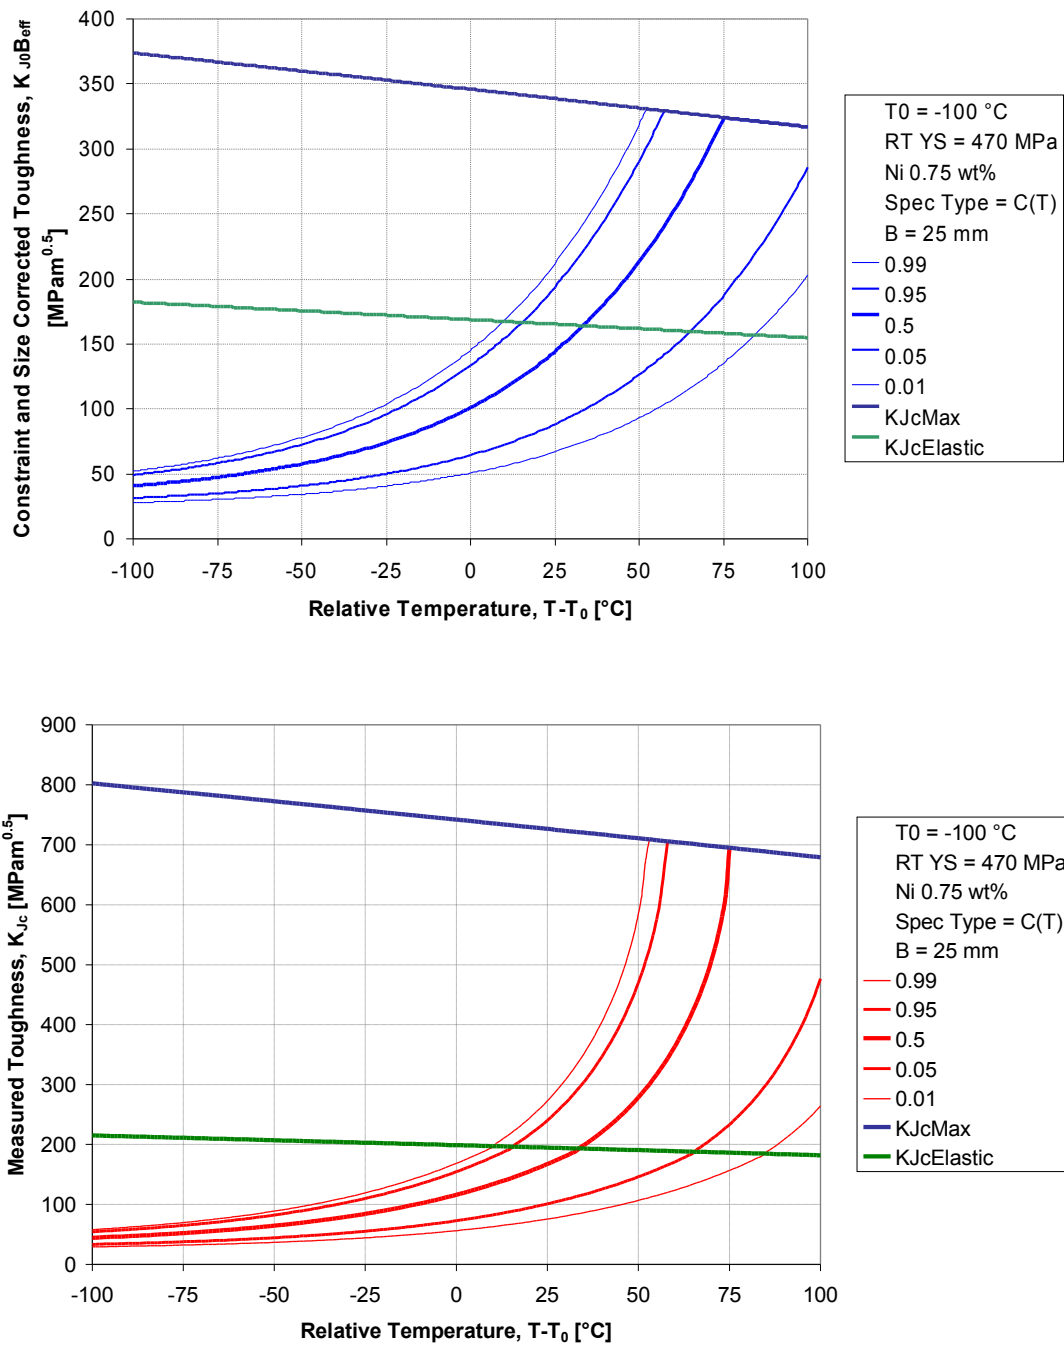 Constraint and Size Corrected Toughness, K J0Beff
[MPam0.5]
400
350
300
250
200
150
100
50
0
-100 -75 -50 -25 0 25 50 75 100
Relative Temperature, T-T0 [°C]
T0 = -100 °C
RT YS = 470 MPa
Ni 0.75 wt%
Spec Type = C(T)
B = 25 mm
0.99
0.95
0.5
0.05
0.01
KJcMax
KJcElastic
Measured Toughness, KJc [MPam0.5]
900
800
700
600
500
400
300
200
100
0
-100 -75 -50 -25 0 25 50 75 100
Relative Temperature, T-T0 [°C]
T0 = -100 °C
RT YS = 470 MPa
Ni 0.75 wt%
Spec Type = C(T)
B = 25 mm
0.99
0.95
0.5
0.05
0.01
KJcMax
KJcElastic